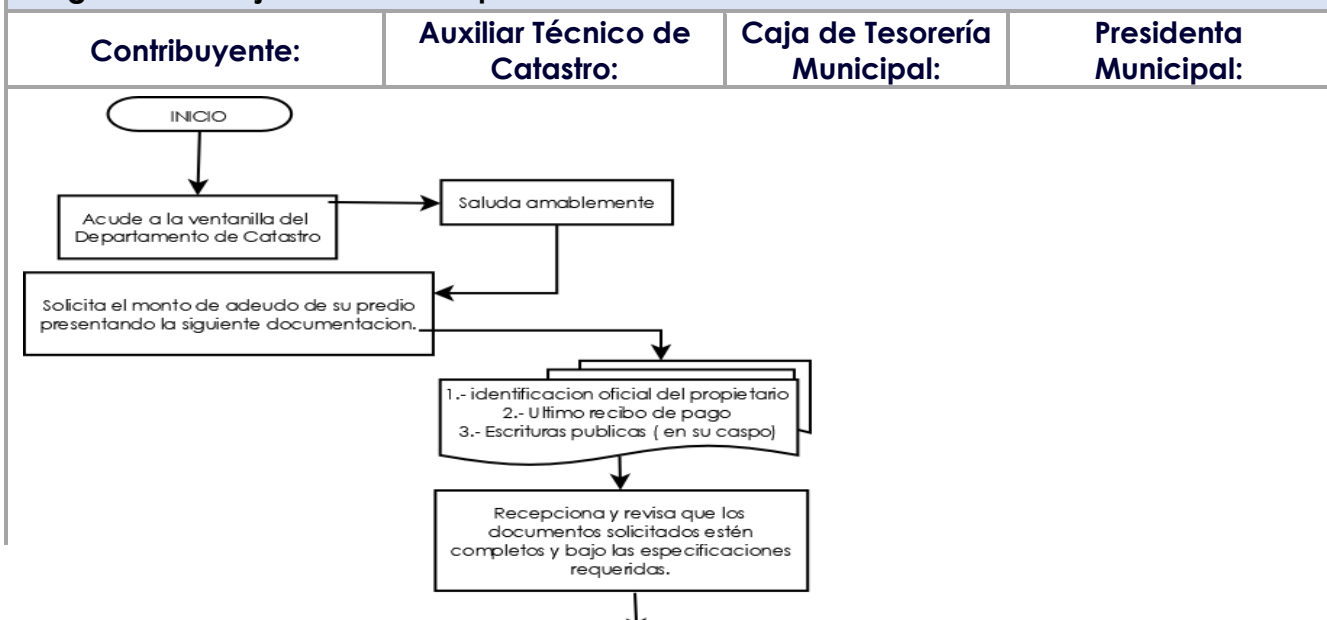 Contribuyente:
Auxiliar Técnico de
Catastro:
Caja de Tesorería
Municipal:
Presidenta
Municipal:
INICIO
Acude a la ventanilla del
Departamento de Catastro
Saluda amablemente
Solicita el monto de adeudo de su predio
presentando la siguiente documentacion.
1.- identificacion oficial del propietario
2.- Ultimo recibo de pago
3.- Escrituras publicas ( en su caspo)
Recepciona y revisa que los
documentos solicitados estén
completos y bajo las especificaciones
requeridas.